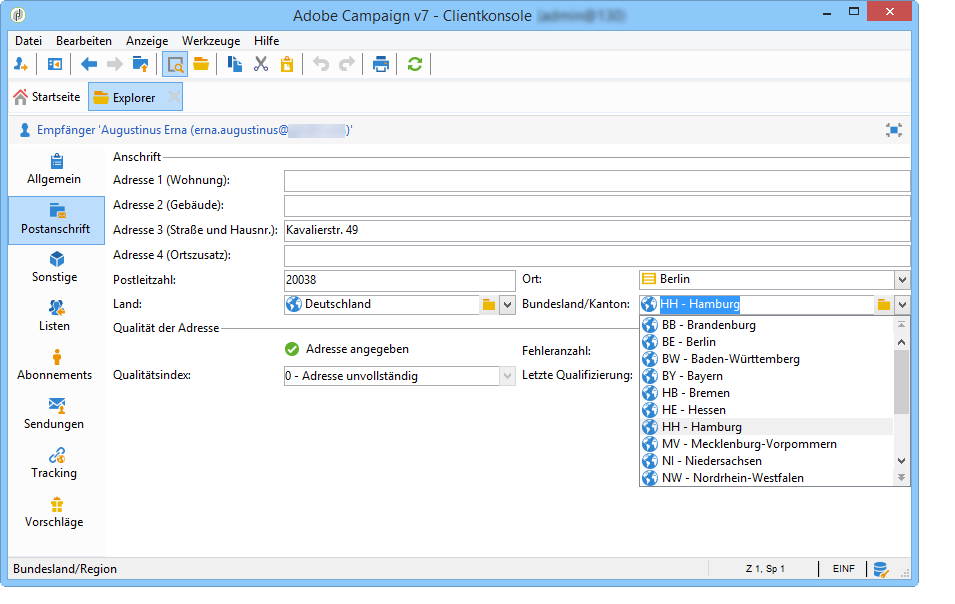 Adobe Campaign v7 - Clientkonsole
Datei Bearbeiten Anzeige Werkzeuge Hilfe
Startseite Explorer
Empfänger 'Augustinus Erna (erna.augustinus@ )'
Allgemein
Postanschrift
Sonstige
Listen
Abonnements
Sendungen
Tracking
Vorschläge
Anschrift
Adresse 1 (Wohnung):
Adresse 2 (Gebäude):
Adresse 3 (Straße und Hausnr.): Kavalierstr. 49
Adresse 4 (Ortszusatz):
Postleitzahl: 20038 Ort: Berlin
Land: Deutschland Bundesland/Kanton: HH - Hamburg
Qualität der Adresse
Adresse angegeben Fehleranzahl:
Qualitätsindex: 0 - Adresse unvollständig Letzte Qualifizierung:
BB - Brandenburg
BE - Berlin
BW - Baden-Württemberg
BY - Bayern
HB - Bremen
HE - Hessen
HH - Hamburg
MV - Mecklenburg-Vorpommern
NI - Niedersachsen
NW - Nordrhein-Westfalen
Bundesland/Region Z 1, Sp 1 EINF